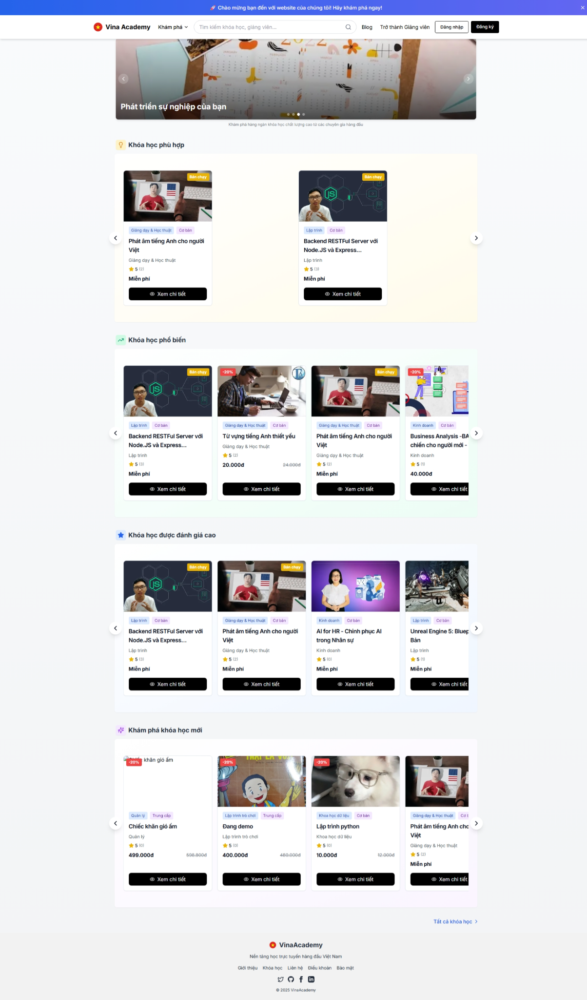 🚀 Chào mừng bạn đến với website của chúng tôi! Hãy khám phá ngay!
Vina Academy
Khám phá
Tìm kiếm khóa học, giảng viên...
Blog
Trở thành Giảng viên
Đăng nhập
Đăng ký
2022
JANUARY
FEBRUARY
MARCH
Phát triển sự nghiệp của bạn
Khám phá hàng ngàn khóa học chất lượng cao từ các chuyên gia hàng đầu
Khóa học phù hợp
Bán chạy
Giảng dạy & Học thuật
Cơ bản
Phát âm tiếng Anh cho người
Việt
Giảng dạy & Học thuật
5 (2)
Miễn phí
Xem chi tiết
JS
Bán chạy
Lập trình
Cơ bản
Backend RESTFul Server với
Node.JS và Express...
Lập trình
5 (3)
Miễn phí
Xem chi tiết
Khóa học phổ biến
JS
Bán chạy
Lập trình
Cơ bản
Backend RESTFul Server với
Node.JS và Express...
Lập trình
5 (3)
Miễn phí
Xem chi tiết
-20%
Giảng dạy & Học thuật
Cơ bản
Từ vựng tiếng Anh thiết yếu
Giảng dạy & Học thuật
5 (2)
20.000đ
24.000đ
Xem chi tiết
Bán chạy
Giảng dạy & Học thuật
Cơ bản
Phát âm tiếng Anh cho người
Việt
Giảng dạy & Học thuật
5 (2)
Miễn phí
Xem chi tiết
-20%
Kinh doanh
Cơ bản
Business Analysis -BA
chiến cho người mới -
Kinh doanh
5 (1)
40.000đ
Xem chi tiết
Khóa học được đánh giá cao
JS
Bán chạy
Lập trình
Cơ bản
Backend RESTFul Server với
Node.JS và Express...
Lập trình
5 (3)
Miễn phí
Xem chi tiết
Bán chạy
Giảng dạy & Học thuật
Cơ bản
Phát âm tiếng Anh cho người
Việt
Giảng dạy & Học thuật
5 (2)
Miễn phí
Xem chi tiết
Kinh doanh
Cơ bản
AI for HR - Chinh phục AI
trong Nhân sự
Kinh doanh
5 (0)
Miễn phí
Xem chi tiết
Lập trình
Cơ bản
Unreal Engine 5: Bluep
Bản
Lập trình
5 (1)
Miễn phí
Xem chi tiết
Khám phá khóa học mới
khăn gió ấm
-20%
Quản lý
Trung cấp
Chiếc khăn gió ấm
Quản lý
5 (0)
499.000đ
598.800đ
Xem chi tiết
-20%
Lập trình trò chơi
Trung cấp
Đang demo
Lập trình trò chơi
5 (0)
400.000đ
480.000đ
Xem chi tiết
-20%
Khoa học dữ liệu
Cơ bản
Lập trình python
Khoa học dữ liệu
5 (0)
10.000đ
12.000đ
Xem chi tiết
Giảng dạy & Học thuật
Cơ b
Phát âm tiếng Anh cho
Việt
Giảng dạy & Học thuật
5 (2)
Miễn phí
Xem chi tiết
Tất cả khóa học
VinaAcademy
Nền tảng học trực tuyến hàng đầu Việt Nam
Giới thiệu
Khóa học
Liên hệ
Điều khoản
Bảo mật
© 2025 VinaAcademy